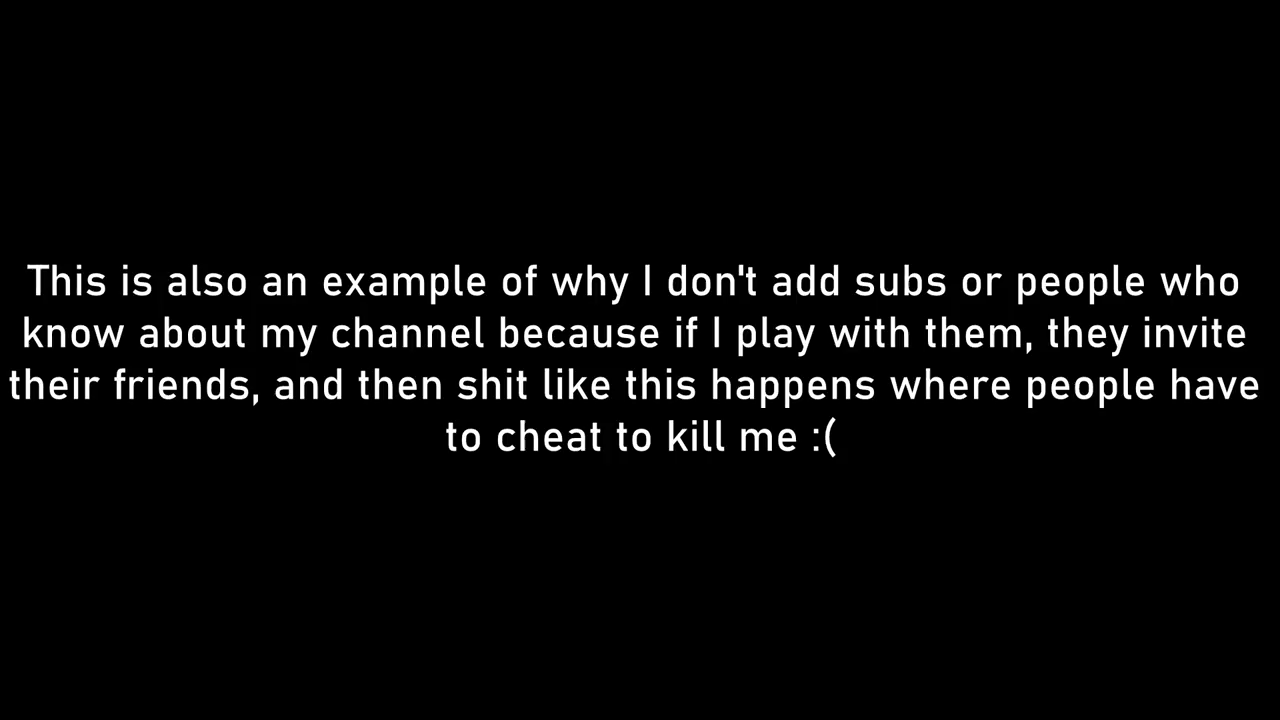 This is also an example of why I don't add subs or people who
know about my channel because if I play with them, they invite
their friends, and then shit like this happens where people have
to cheat to kill me :(